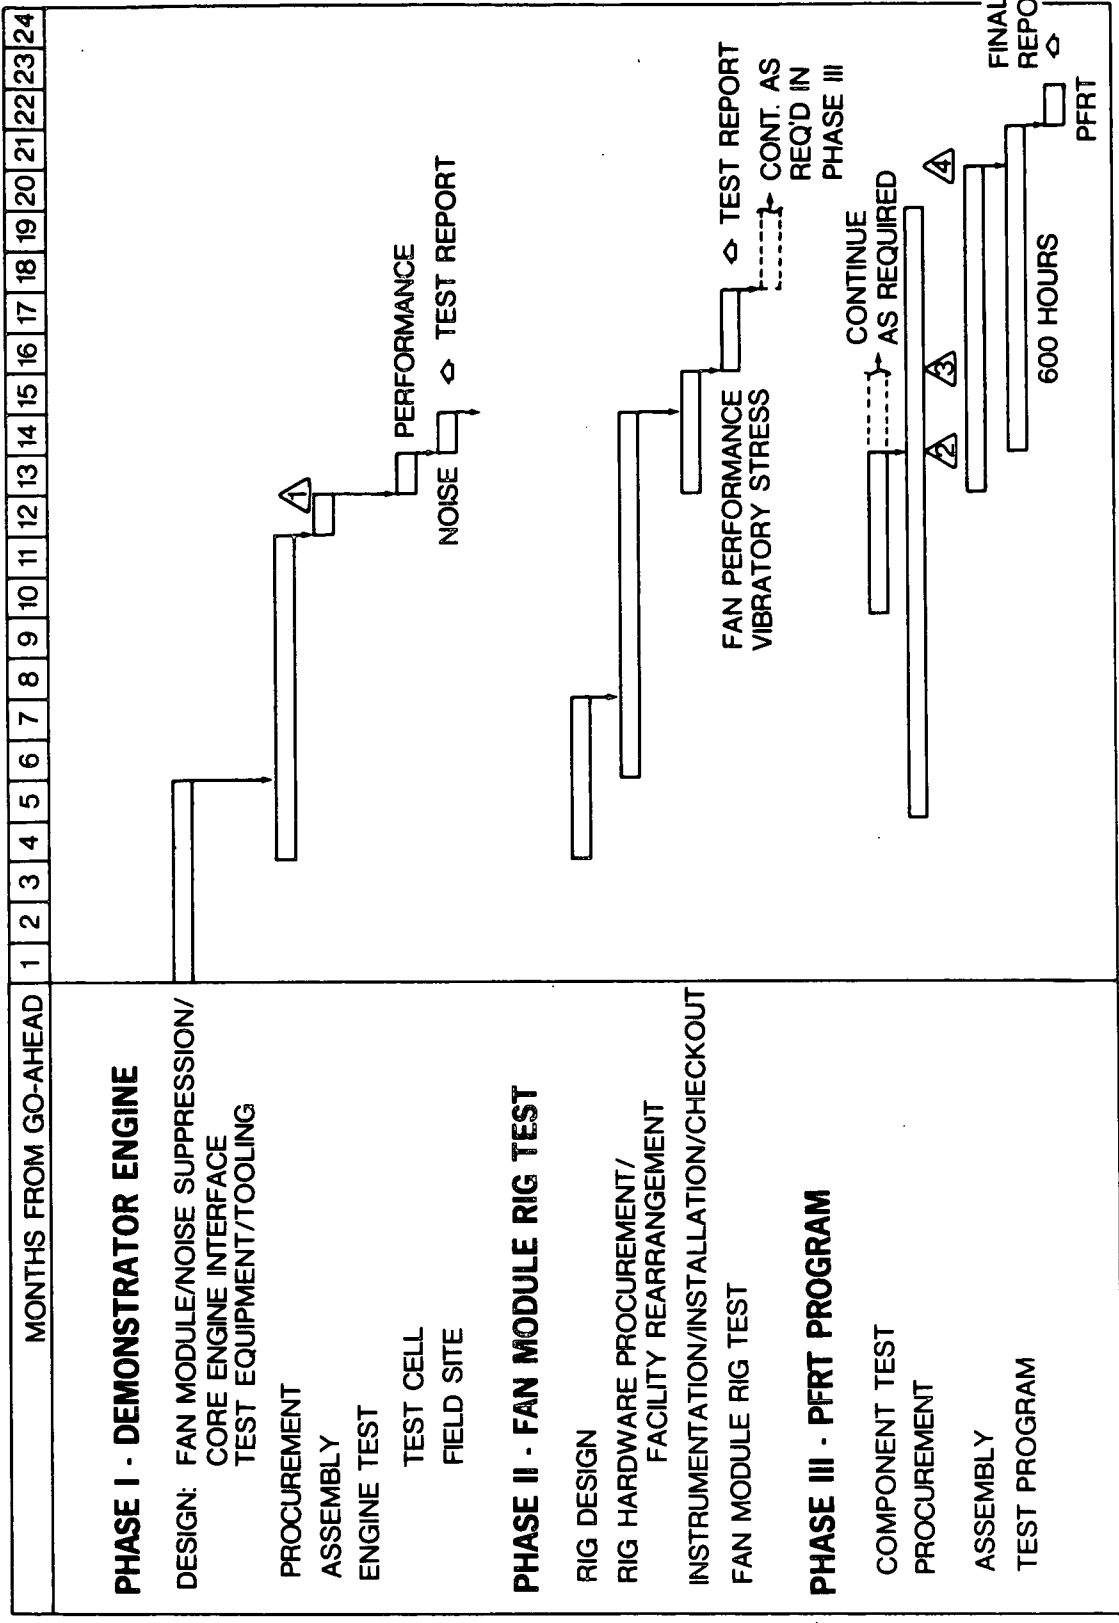 MONTHS FROM GO-AHEAD 1 2 3 4 5 6 7 8 9 10 11 12 13 14 15 16 17 18 19 20 21 22 23 24
PHASE I - DEMONSTRATOR ENGINE
DESIGN: FAN MODULE/NOISE SUPPRESSION/
CORE ENGINE INTERFACE
TEST EQUIPMENT/TOOLING
PROCUREMENT
ASSEMBLY
1
ENGINE TEST
TEST CELL
PERFORMANCE
FIELD SITE
NOISE
TEST REPORT
PHASE II - FAN MODULE RIG TEST
RIG DESIGN
RIG HARDWARE PROCUREMENT/
FACILITY REARRANGEMENT
INSTRUMENTATION/INSTALLATION/CHECKOUT
FAN MODULE RIG TEST
FAN PERFORMANCE
VIBRATORY STRESS
TEST REPORT
CONT. AS
REQ'D IN
PHASE III
PHASE III - PFRT PROGRAM
COMPONENT TEST
CONTINUE
AS REQUIRED
PROCUREMENT
2
3
4
ASSEMBLY
TEST PROGRAM
600 HOURS
FINAL
REPO
PFRT